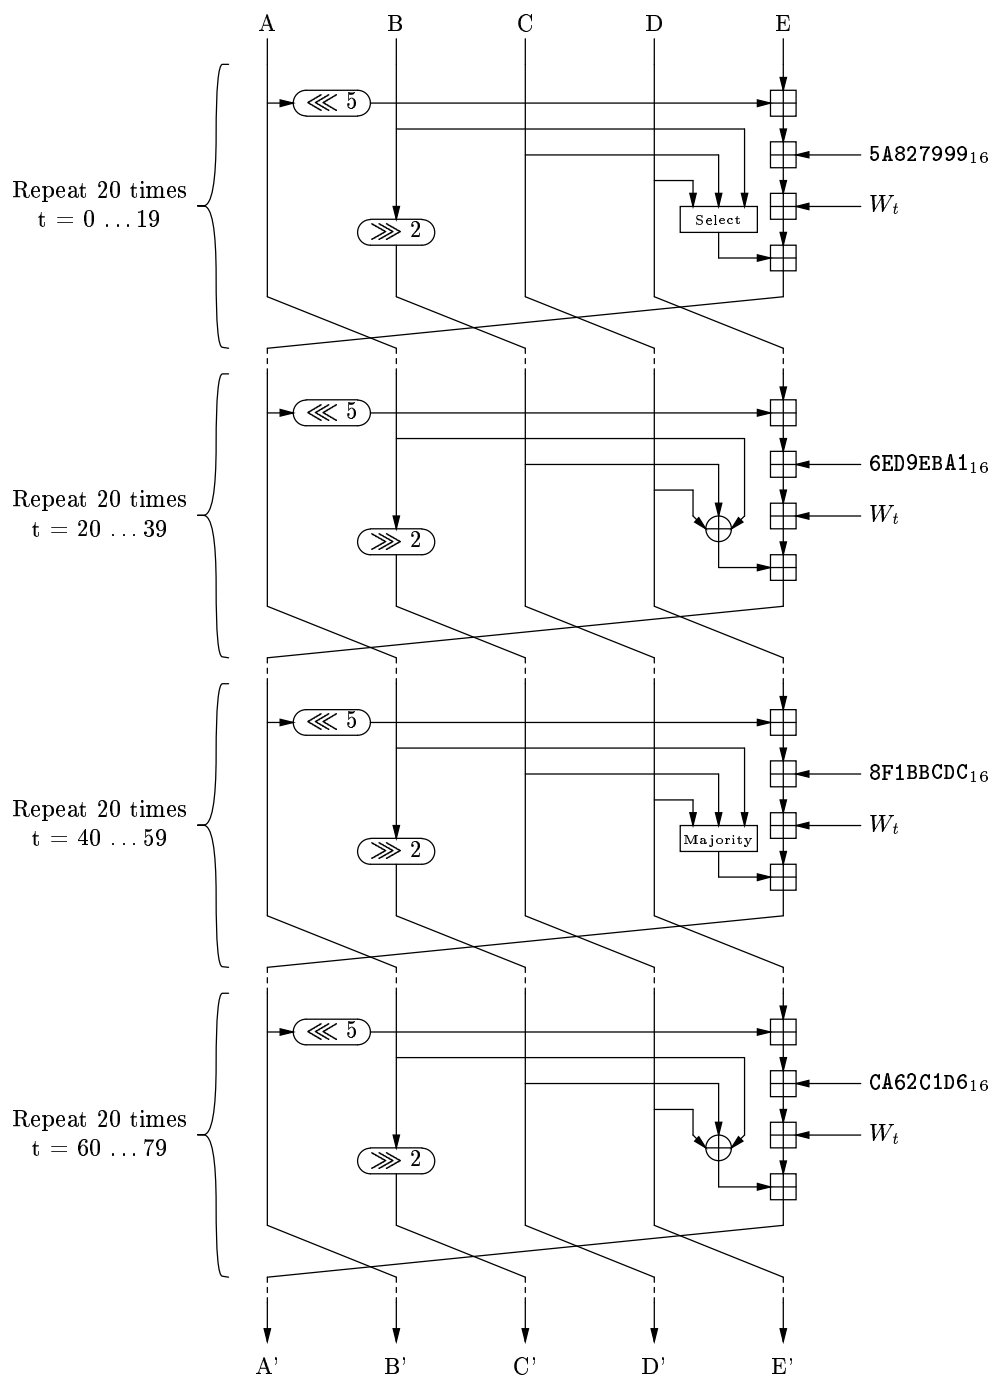 A B C D E
⋘ 5
5A827999₁₆
Repeat 20 times
t = 0 ... 19
W_t
Select
⋙ 2
⋘ 5
6ED9EBA1₁₆
Repeat 20 times
t = 20 ... 39
W_t
⋙ 2
⋘ 5
8F1BBCDC₁₆
Repeat 20 times
t = 40 ... 59
W_t
Majority
⋙ 2
⋘ 5
CA62C1D6₁₆
Repeat 20 times
t = 60 ... 79
W_t
⋙ 2
A' B' C' D' E'